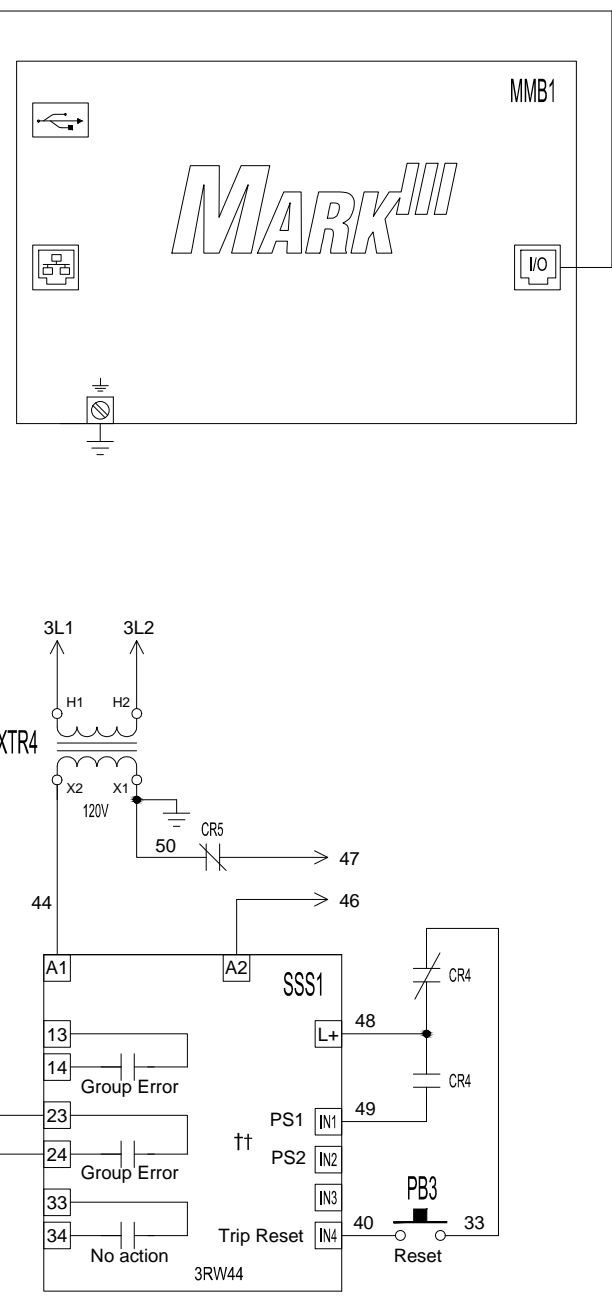 MMB1
MARK III
I/O
3L1 3L2
H1 H2
XTR4
X2 X1
120V
CR5
50
47
44
46
A1 A2
SSS1
CR4
13
L+
48
14
Group Error
CR4
23
PS1
IN1
49
††
24
PS2
IN2
Group Error
33
IN3
PB3
34
Trip Reset
IN4
40
33
No action
Reset
3RW44